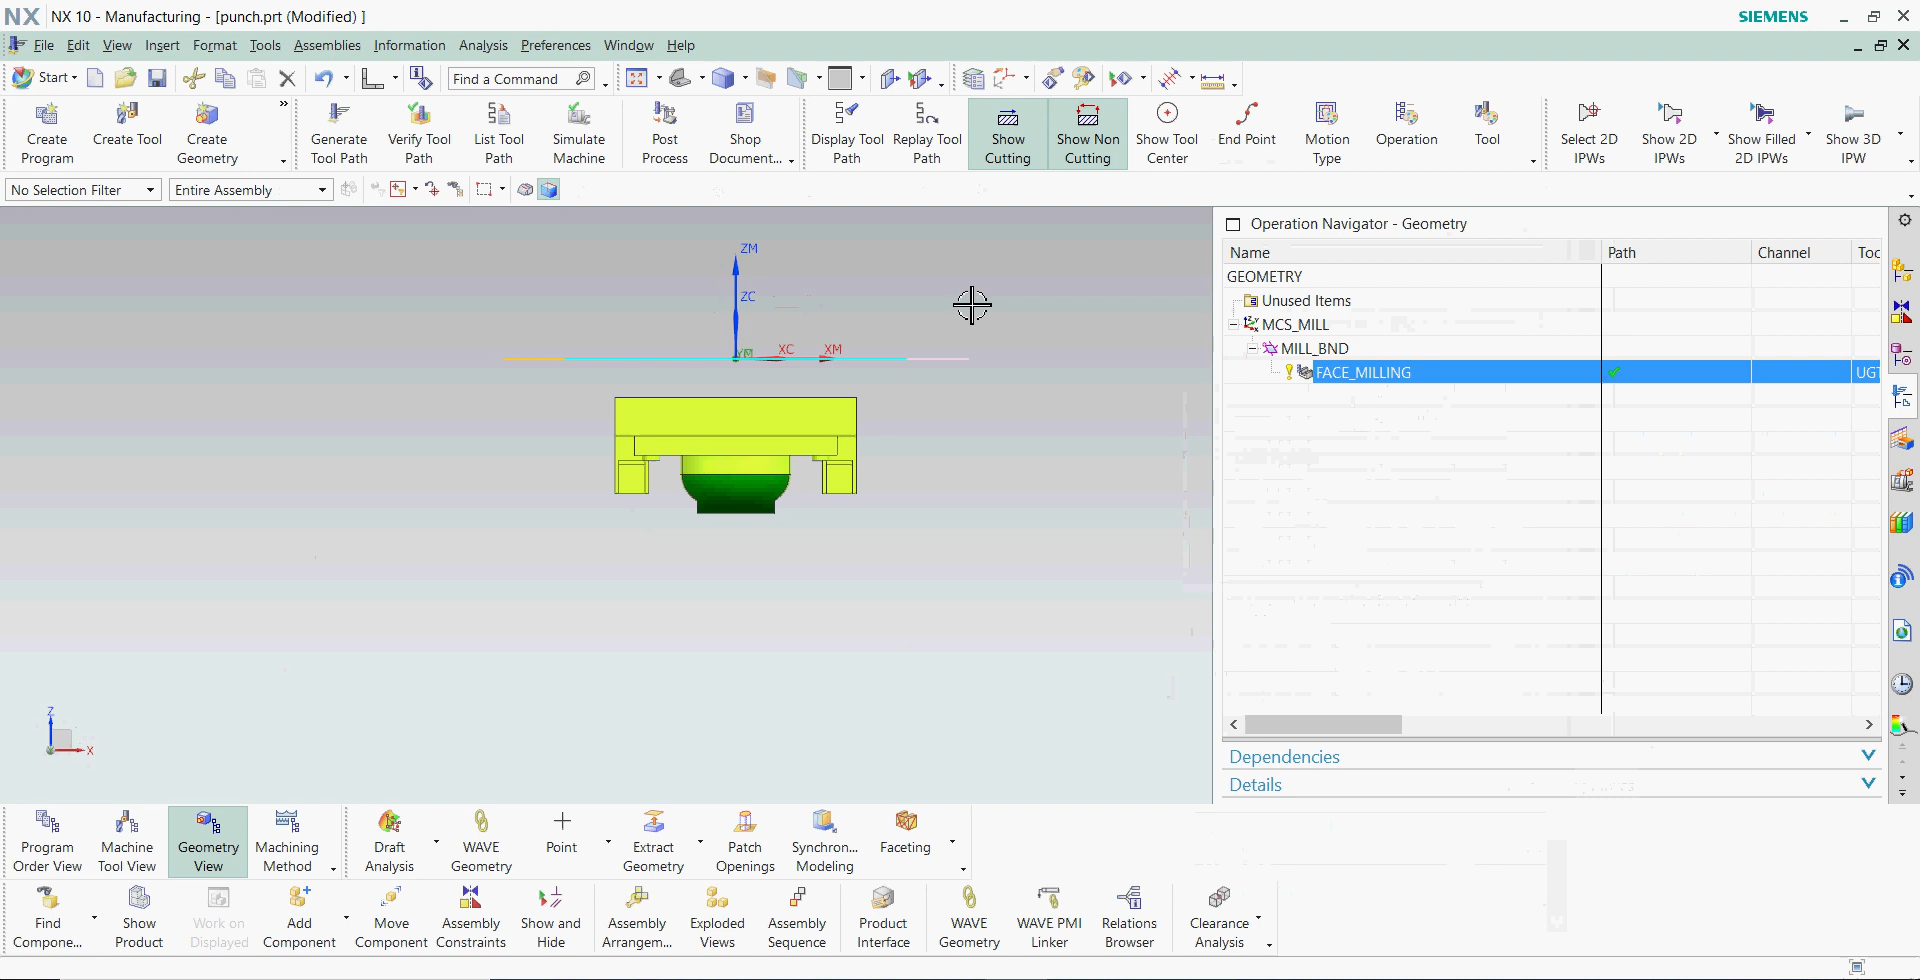 NX NX 10 - Manufacturing - [punch.prt (Modified) ] SIEMENS
File Edit View Insert Format Tools Assemblies Information Analysis Preferences Window Help
Start Find a Command
Create Program Create Tool Create Geometry Generate Tool Path Verify Tool Path List Tool Path Simulate Machine Post Process Shop Document... Display Tool Path Replay Tool Path Show Cutting Show Non Cutting Show Tool Center End Point Motion Type Operation Tool Select 2D IPWs Show 2D IPWs Show Filled 2D IPWs Show 3D IPW
No Selection Filter Entire Assembly
Operation Navigator - Geometry
Name Path Channel Toc
GEOMETRY
Unused Items
MCS_MILL
MILL_BND
FACE_MILLING UGT
ZM
ZC
YM XC XM
Z
X
Dependencies
Details
Program Order View Machine Tool View Geometry View Machining Method Draft Analysis WAVE Geometry Point Extract Geometry Patch Openings Synchron... Modeling Faceting
Find Compone... Show Product Work on Displayed Add Component Move Component Assembly Constraints Show and Hide Assembly Arrangem... Exploded Views Assembly Sequence Product Interface WAVE Geometry WAVE PMI Linker Relations Browser Clearance Analysis